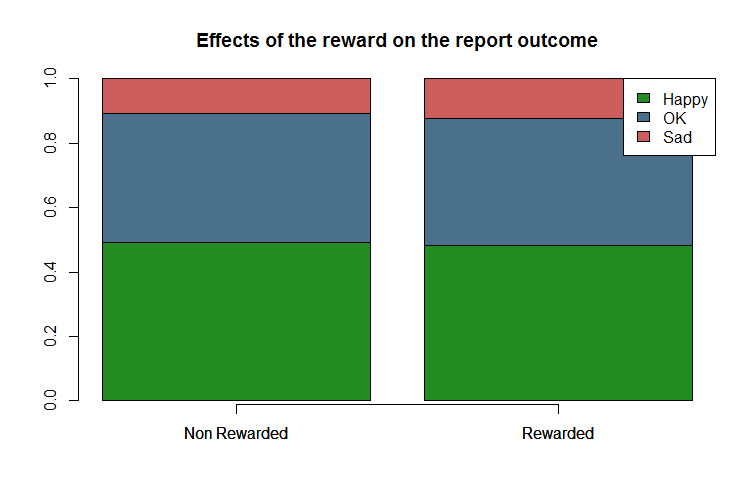 Effects of the reward on the report outcome
1.0
0.8
0.6
0.4
0.2
0.0
Happy
OK
Sad
Non Rewarded
Rewarded